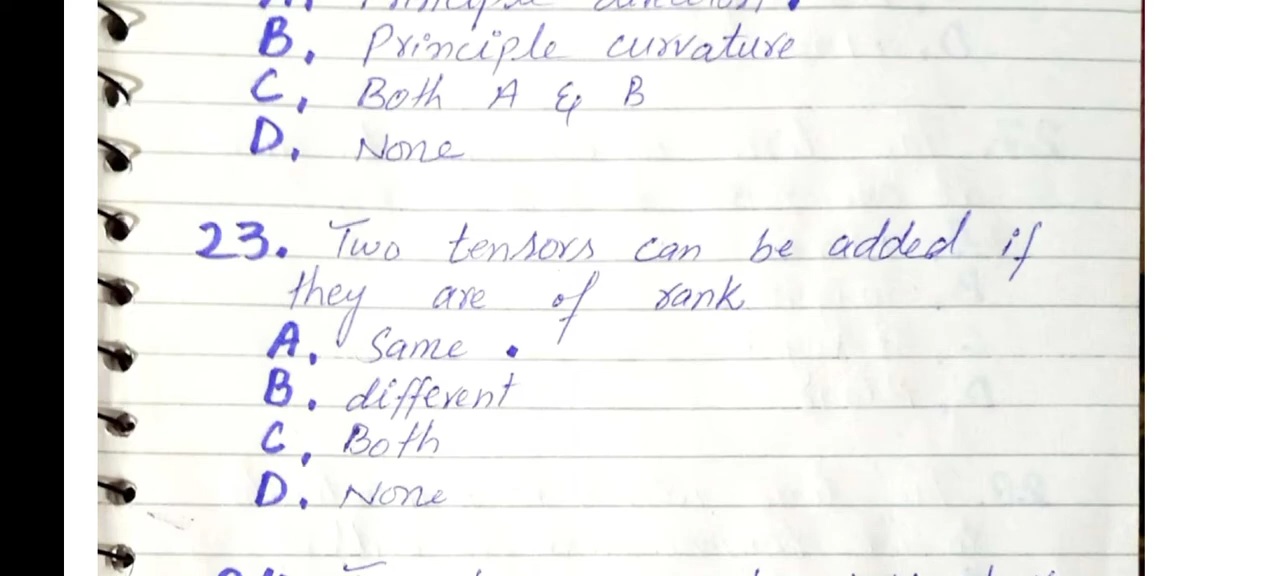 B. Principle curvature
C. Both A & B
D. None
23. Two tensors can be added if
they are of rank
A. Same .
B. different
C. Both
D. None